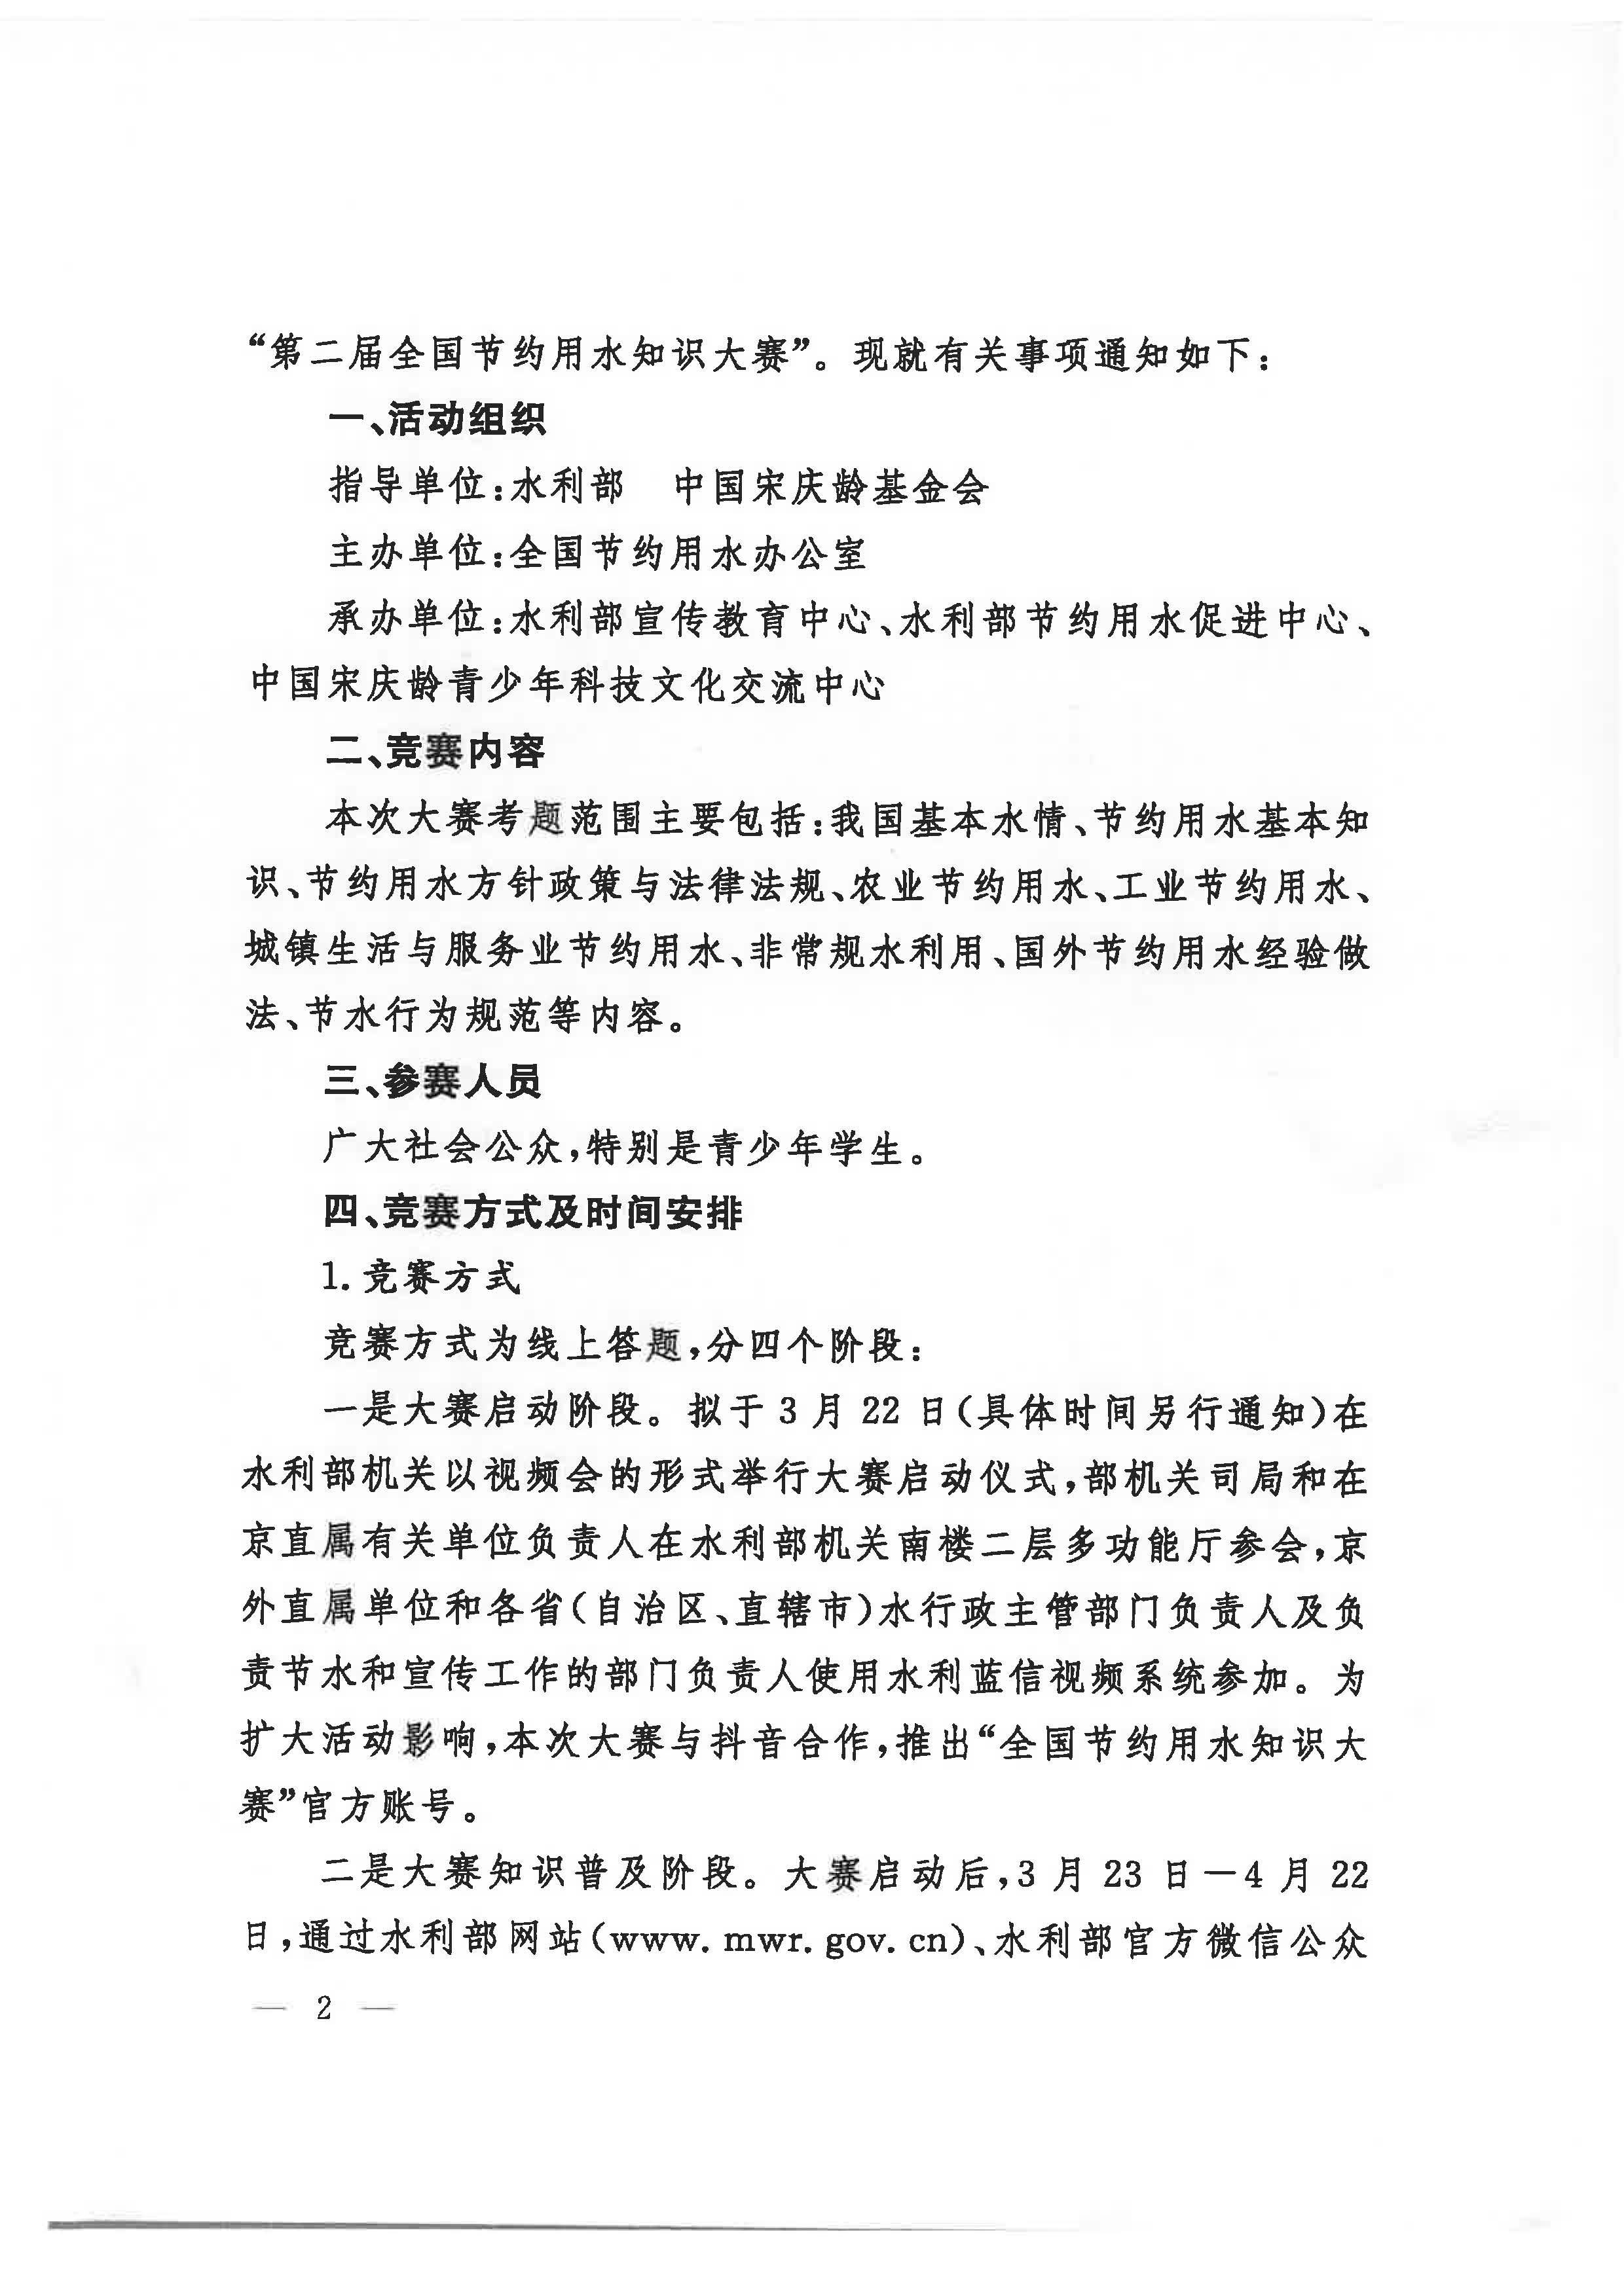 “第二届全国节约用水知识大赛”。现就有关事项通知如下：
一、活动组织
指导单位：水利部　中国宋庆龄基金会
主办单位：全国节约用水办公室
承办单位：水利部宣传教育中心、水利部节约用水促进中心、
中国宋庆龄青少年科技文化交流中心
二、竞赛内容
本次大赛考题范围主要包括：我国基本水情、节约用水基本知
识、节约用水方针政策与法律法规、农业节约用水、工业节约用水、
城镇生活与服务业节约用水、非常规水利用、国外节约用水经验做
法、节水行为规范等内容。
三、参赛人员
广大社会公众，特别是青少年学生。
四、竞赛方式及时间安排
1. 竞赛方式
竞赛方式为线上答题，分四个阶段：
一是大赛启动阶段。拟于 3 月 22 日（具体时间另行通知）在
水利部机关以视频会的形式举行大赛启动仪式，部机关司局和在
京直属有关单位负责人在水利部机关南楼二层多功能厅参会，京
外直属单位和各省（自治区、直辖市）水行政主管部门负责人及负
责节水和宣传工作的部门负责人使用水利蓝信视频系统参加。为
扩大活动影响，本次大赛与抖音合作，推出“全国节约用水知识大
赛”官方账号。
二是大赛知识普及阶段。大赛启动后，3 月 23 日－4 月 22
日，通过水利部网站（www. mwr. gov. cn）、水利部官方微信公众
— 2 —